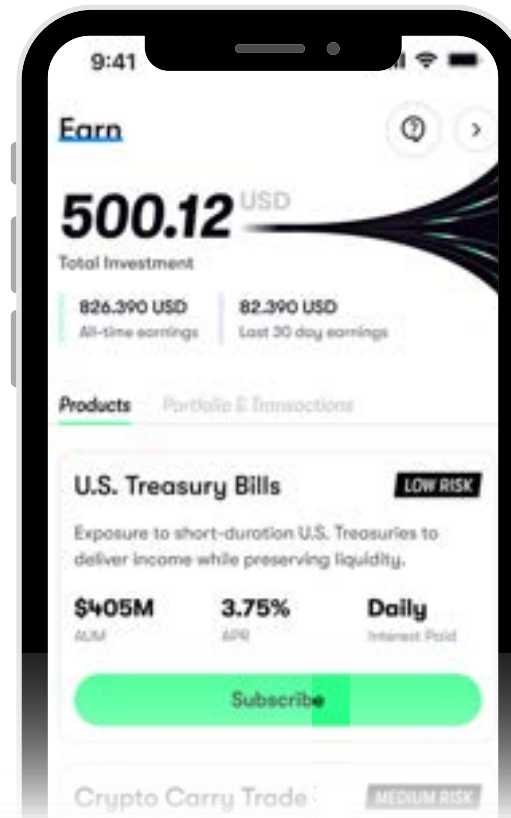 9:41
Earn
500.12 USD
Total Investment
826.390 USD 82.390 USD
All-time earnings Last 30 day earnings
Products Portfolio & Transactions
U.S. Treasury Bills LOW RISK
Exposure to short-duration U.S. Treasuries to
deliver income while preserving liquidity.
$405M 3.75% Daily
AUM APR Interest Paid
Subscribe
Crypto Carry Trade MEDIUM RISK